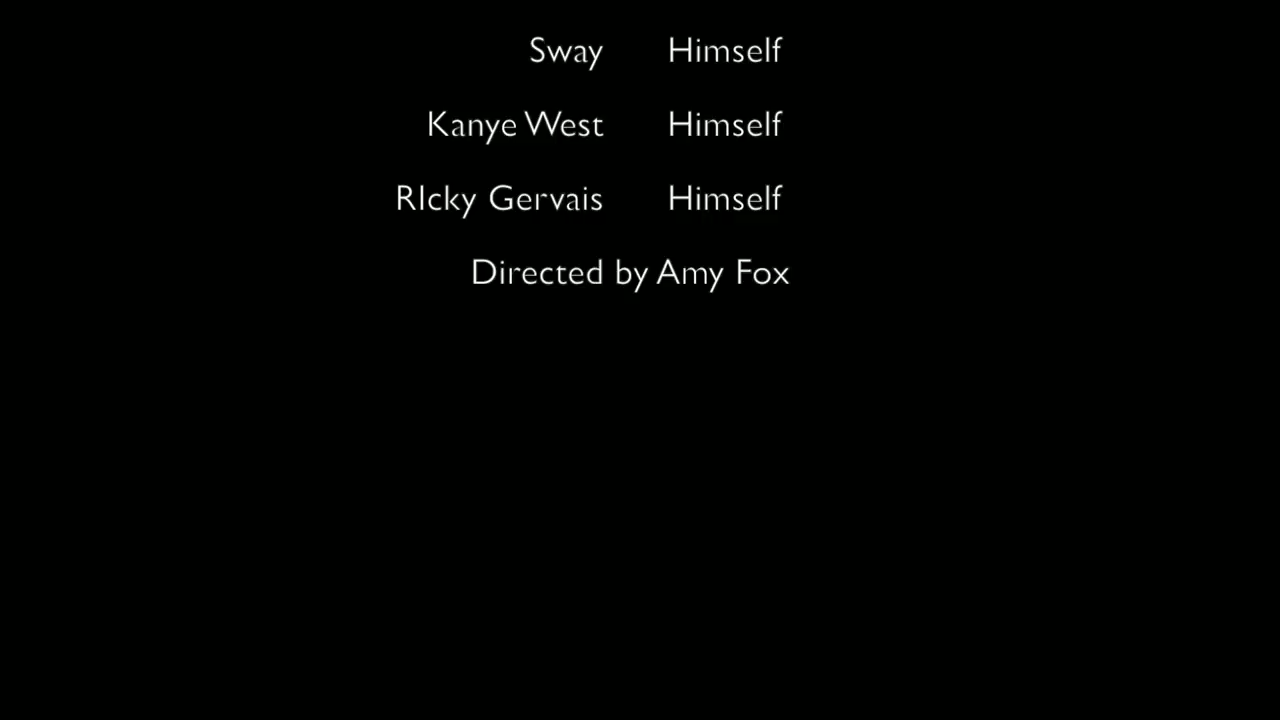 Sway Himself
Kanye West Himself
RIcky Gervais Himself
Directed by Amy Fox